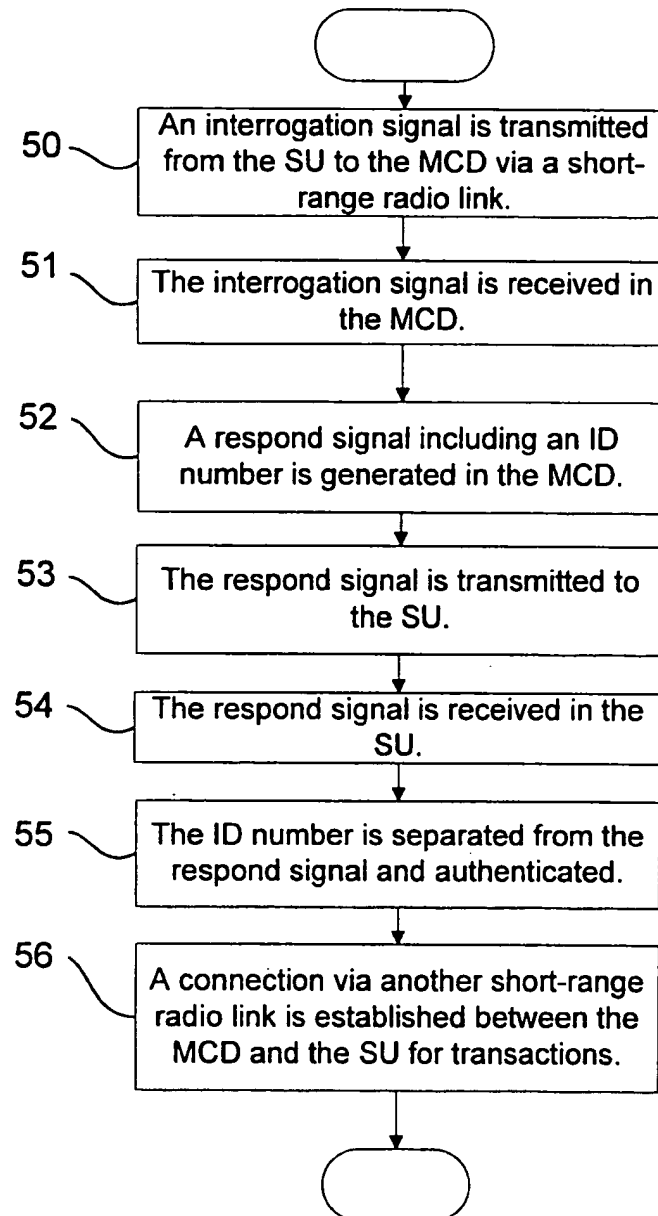 50
An interrogation signal is transmitted
from the SU to the MCD via a short-
range radio link.
51
The interrogation signal is received in
the MCD.
52
A respond signal including an ID
number is generated in the MCD.
53
The respond signal is transmitted to
the SU.
54
The respond signal is received in the
SU.
55
The ID number is separated from the
respond signal and authenticated.
56
A connection via another short-range
radio link is established between the
MCD and the SU for transactions.